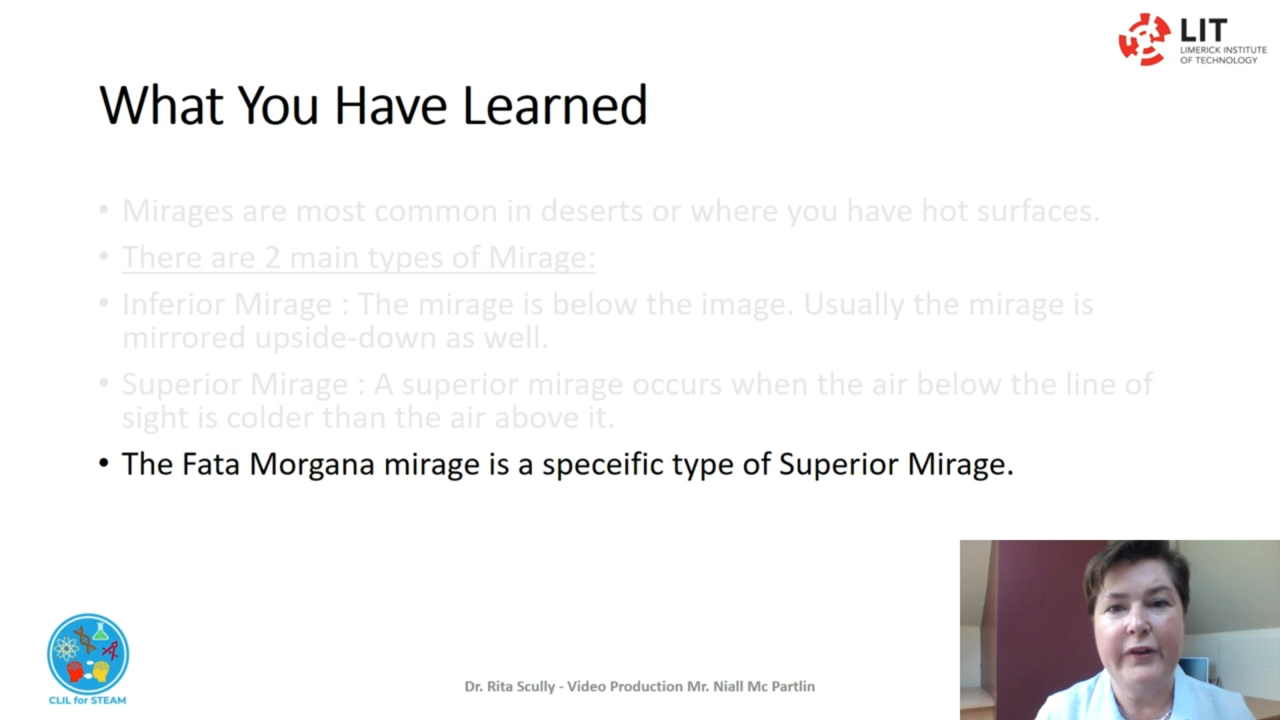 LIT
LIMERICK INSTITUTE
OF TECHNOLOGY
What You Have Learned
• Mirages are most common in deserts or where you have hot surfaces.
• There are 2 main types of Mirage:
• Inferior Mirage : The mirage is below the image. Usually the mirage is
mirrored upside-down as well.
• Superior Mirage : A superior mirage occurs when the air below the line of
sight is colder than the air above it.
• The Fata Morgana mirage is a speceific type of Superior Mirage.
CLIL for STEAM
Dr. Rita Scully - Video Production Mr. Niall Mc Partlin